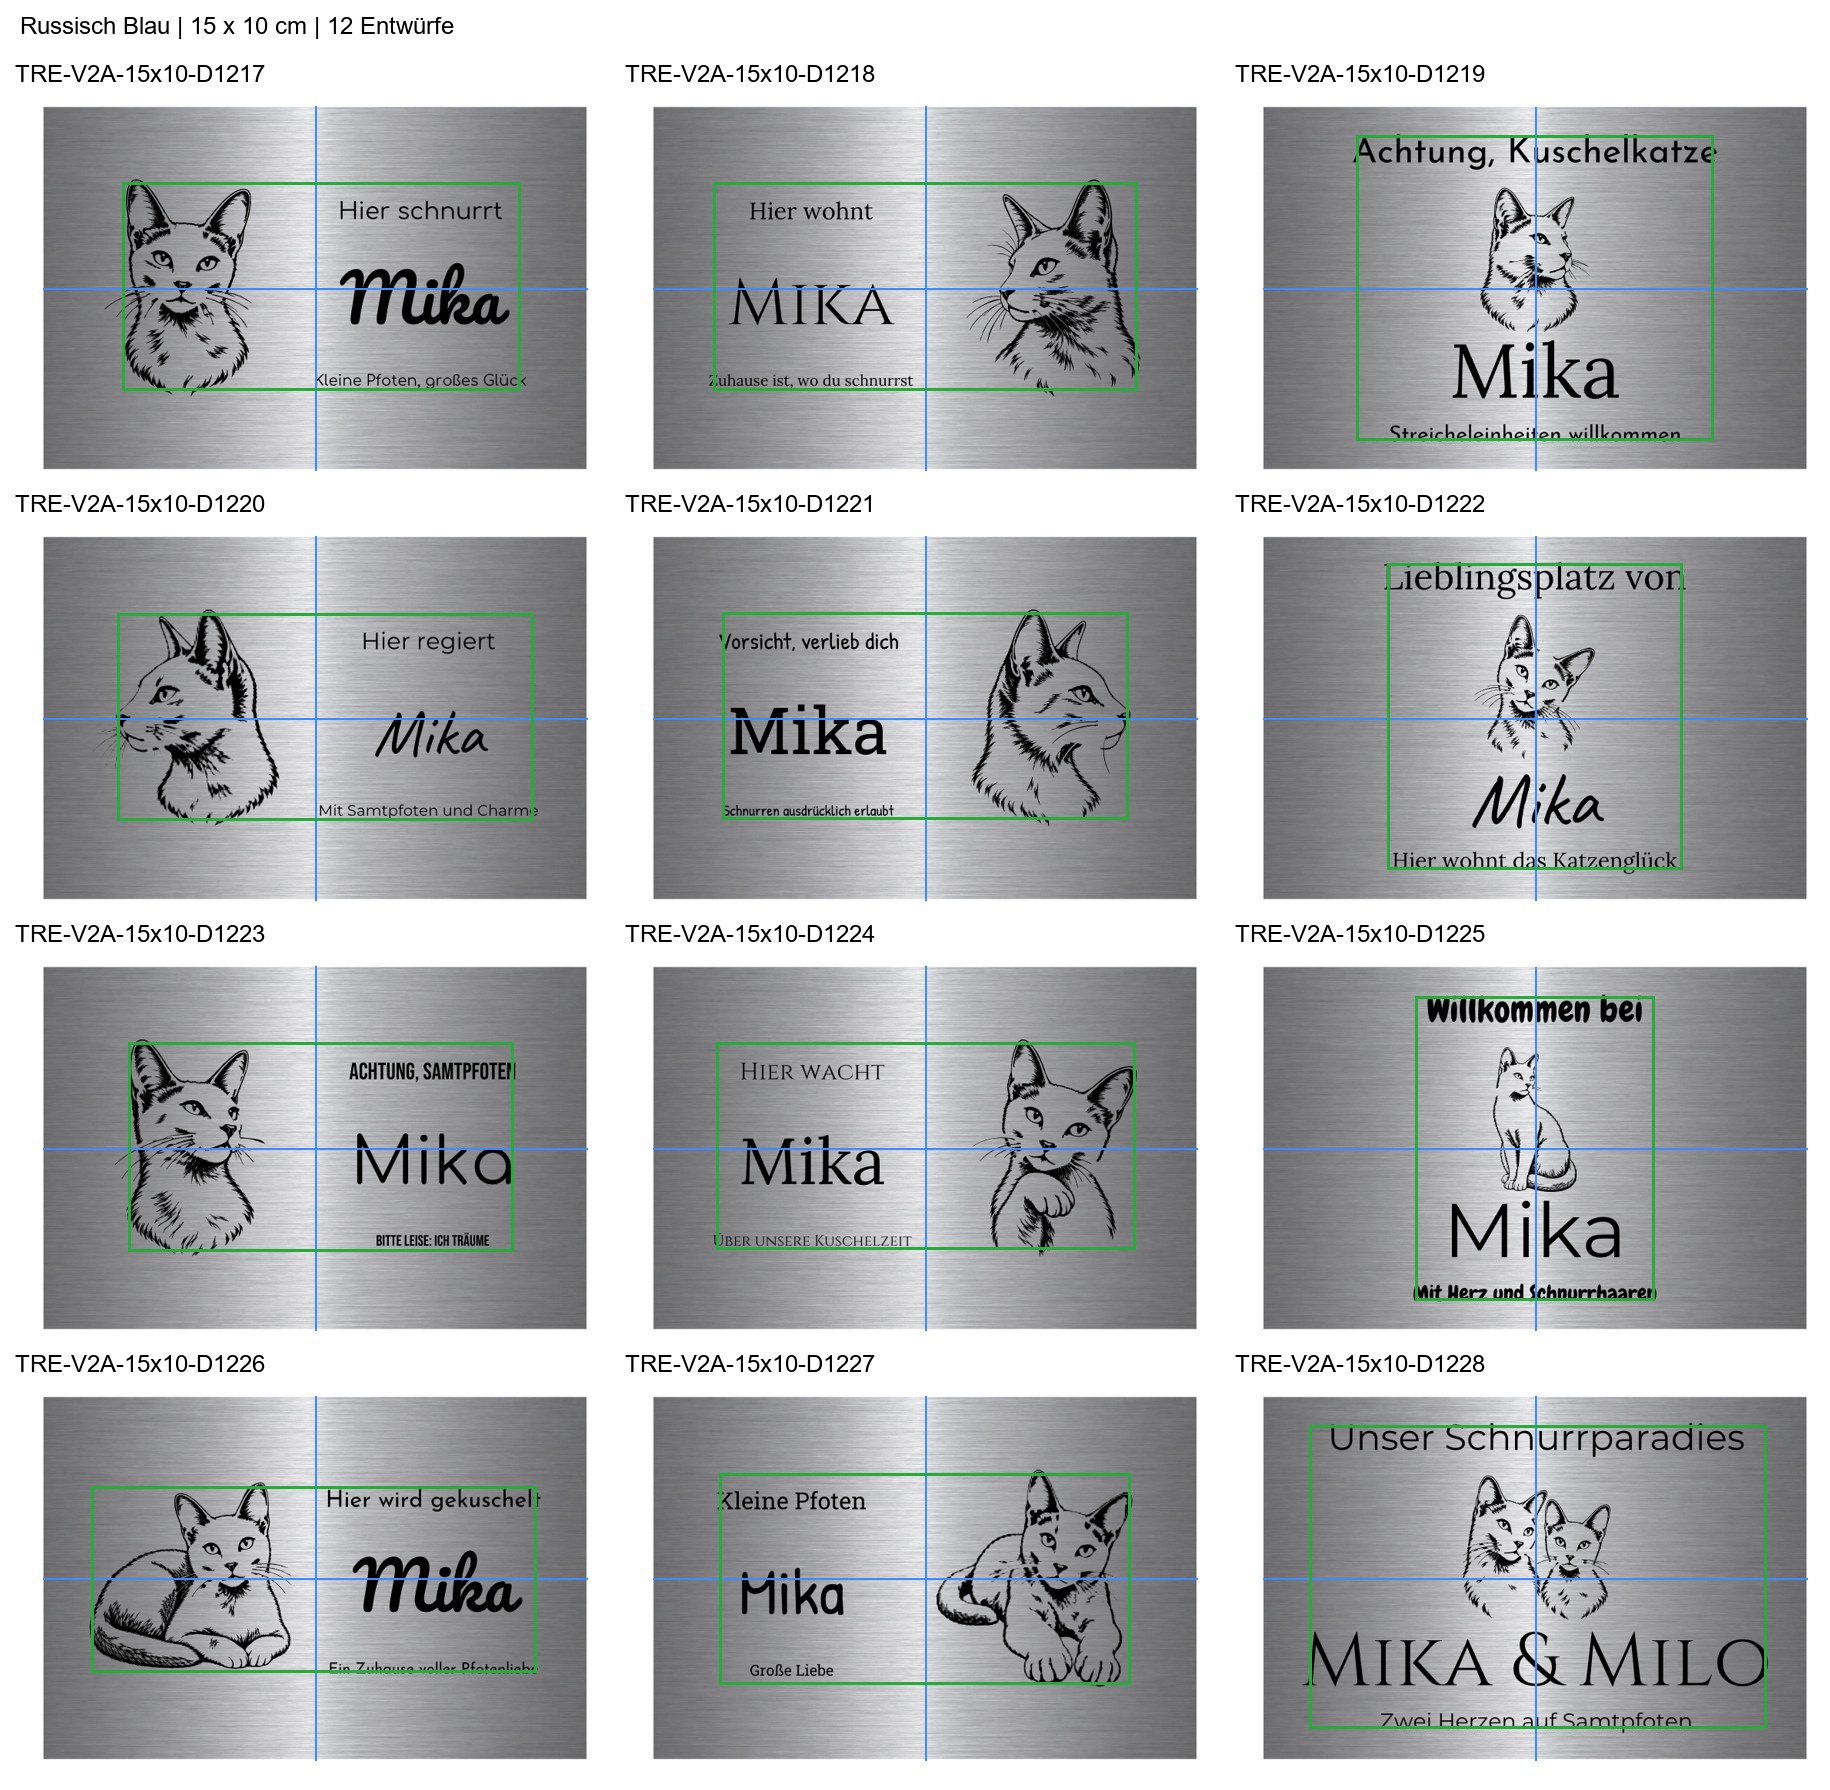 Russisch Blau | 15 x 10 cm | 12 Entwürfe
TRE-V2A-15x10-D1217
Hier schnurrt
Mika
Kleine Pfoten, großes Glück
TRE-V2A-15x10-D1218
Hier wohnt
MIKA
Zuhause ist, wo du schnurrst
TRE-V2A-15x10-D1219
Achtung, Kuschelkatze
Mika
Streicheleinheiten willkommen
TRE-V2A-15x10-D1220
Hier regiert
Mika
Mit Samtpfoten und Charme
TRE-V2A-15x10-D1221
Vorsicht, verlieb dich
Mika
Schnurren ausdrücklich erlaubt
TRE-V2A-15x10-D1222
Lieblingsplatz von
Mika
Hier wohnt das Katzenglück
TRE-V2A-15x10-D1223
ACHTUNG, SAMTPFOTEN
Mika
BITTE LEISE: ICH TRÄUME
TRE-V2A-15x10-D1224
HIER WACHT
Mika
ÜBER UNSERE KUSCHELZEIT
TRE-V2A-15x10-D1225
Willkommen bei
Mika
Mit Herz und Schnurrhaaren
TRE-V2A-15x10-D1226
Hier wird gekuschelt
Mika
Ein Zuhause voller Pfotenliebe
TRE-V2A-15x10-D1227
Kleine Pfoten
Mika
Große Liebe
TRE-V2A-15x10-D1228
Unser Schnurrparadies
MIKA & MILO
Zwei Herzen auf Samtpfoten